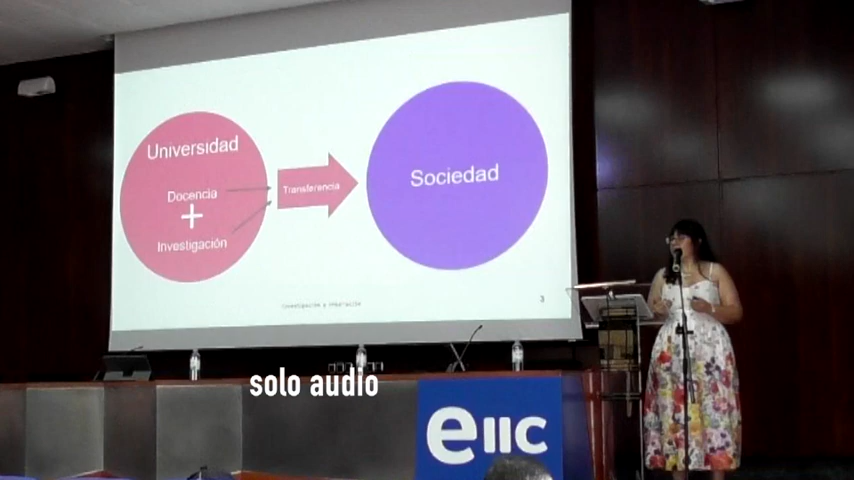 Universidad
Docencia
+
Investigación
Transferencia
Sociedad
3
solo audio
eIIC